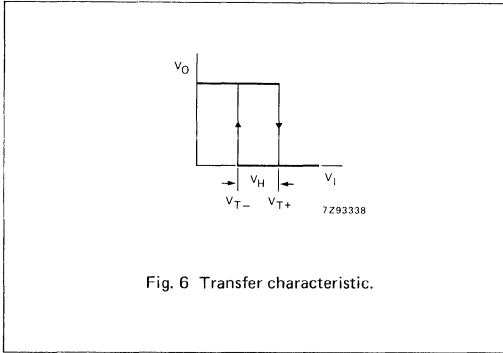 VO
VH
VI
VT−
VT+
7Z93338
Fig. 6 Transfer characteristic.